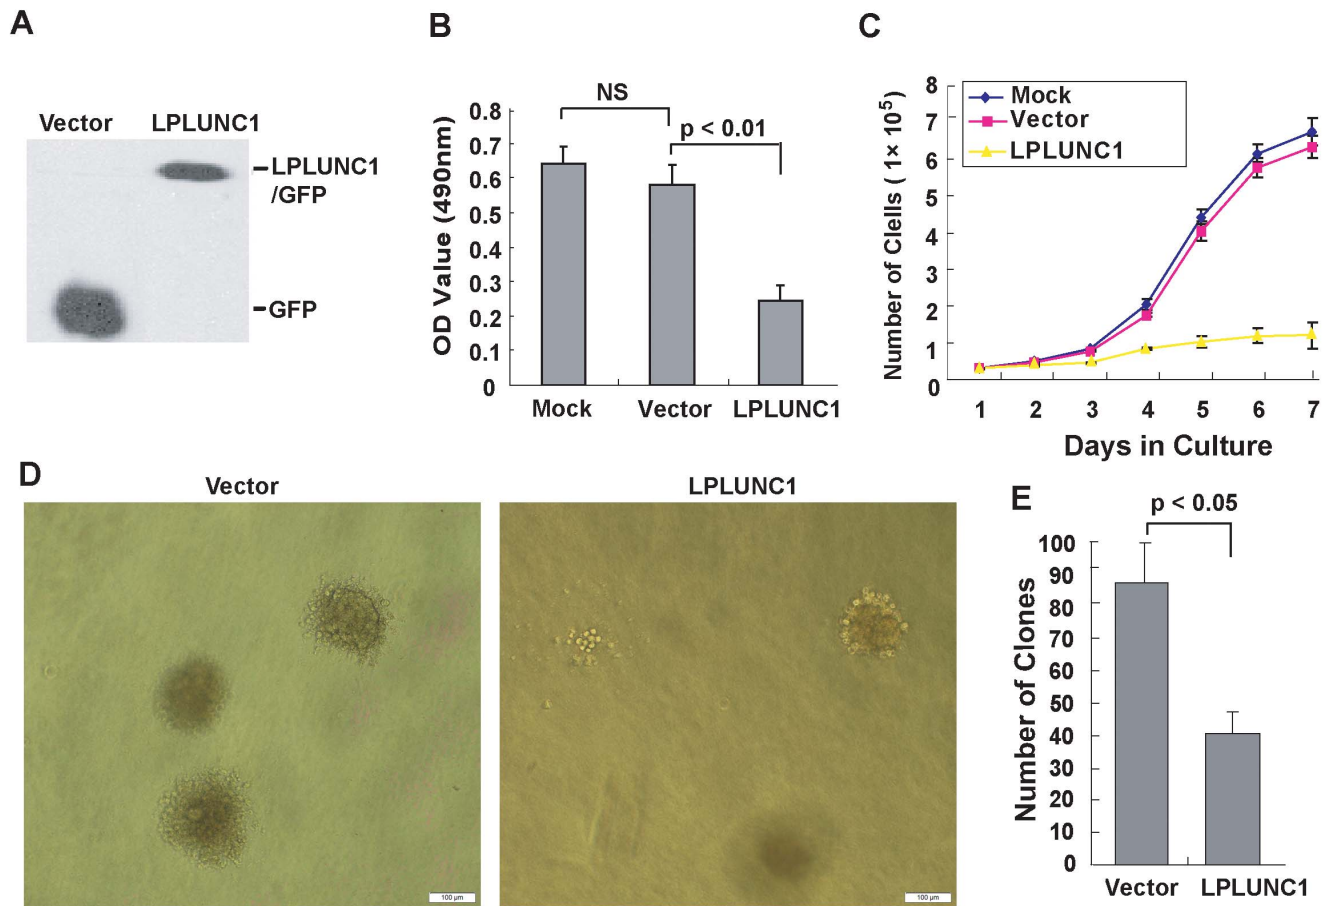 A
Vector LPLUNC1
LPLUNC1
/GFP
GFP
B
NS
p < 0.01
OD Value (490nm)
0.8
0.7
0.6
0.5
0.4
0.3
0.2
0.1
0
Mock Vector LPLUNC1
C
Mock
Vector
LPLUNC1
Number of Clells ( 1× 10⁵)
8
7
6
5
4
3
2
1
0
1 2 3 4 5 6 7
Days in Culture
D
Vector
100 µm
LPLUNC1
100 µm
E
p < 0.05
Number of Clones
100
90
80
70
60
50
40
30
20
10
0
Vector LPLUNC1